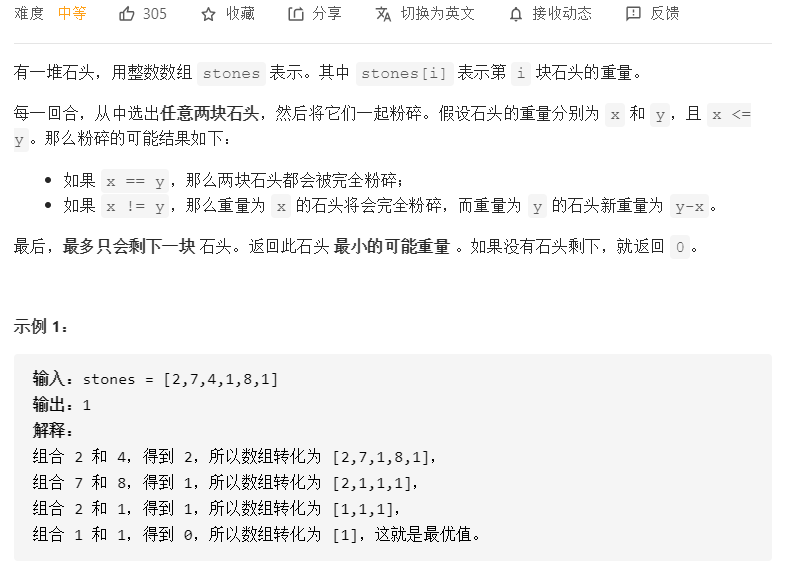 难度 中等 305 收藏 分享 切换为英文 接收动态 反馈
有一堆石头，用整数数组 stones 表示。其中 stones[i] 表示第 i 块石头的重量。
每一回合，从中选出任意两块石头，然后将它们一起粉碎。假设石头的重量分别为 x 和 y，且 x <=
y。那么粉碎的可能结果如下：
• 如果 x == y，那么两块石头都会被完全粉碎；
• 如果 x != y，那么重量为 x 的石头将会完全粉碎，而重量为 y 的石头新重量为 y-x。
最后，最多只会剩下一块 石头。返回此石头 最小的可能重量 。如果没有石头剩下，就返回 0。
示例 1：
输入：stones = [2,7,4,1,8,1]
输出：1
解释：
组合 2 和 4，得到 2，所以数组转化为 [2,7,1,8,1]，
组合 7 和 8，得到 1，所以数组转化为 [2,1,1,1]，
组合 2 和 1，得到 1，所以数组转化为 [1,1,1]，
组合 1 和 1，得到 0，所以数组转化为 [1]，这就是最优值。